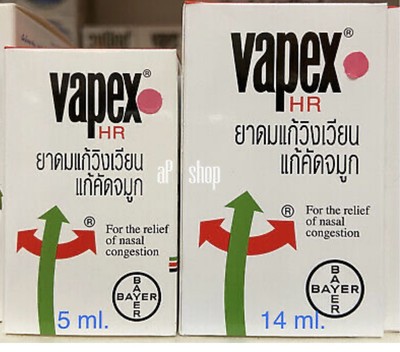 vapex®
HR
ยาดมแก้วิงเวียน
แก้คัดจมูก
®
For the relief
of nasal
congestion
BAYER
BAYER
5 ml.
vapex®
HR
ยาดมแก้วิงเวียน
แก้คัดจมูก
®
For the relief
of nasal
congestion
BAYER
BAYER
14 ml.
aP shop